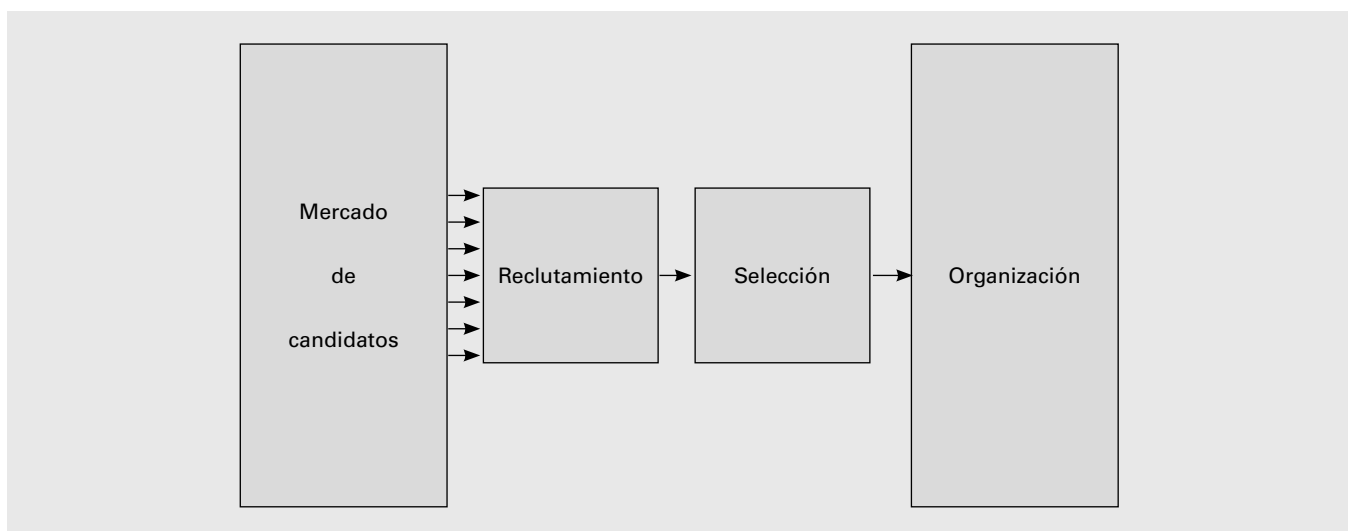 Mercado
de
candidatos
Reclutamiento
Selección
Organización